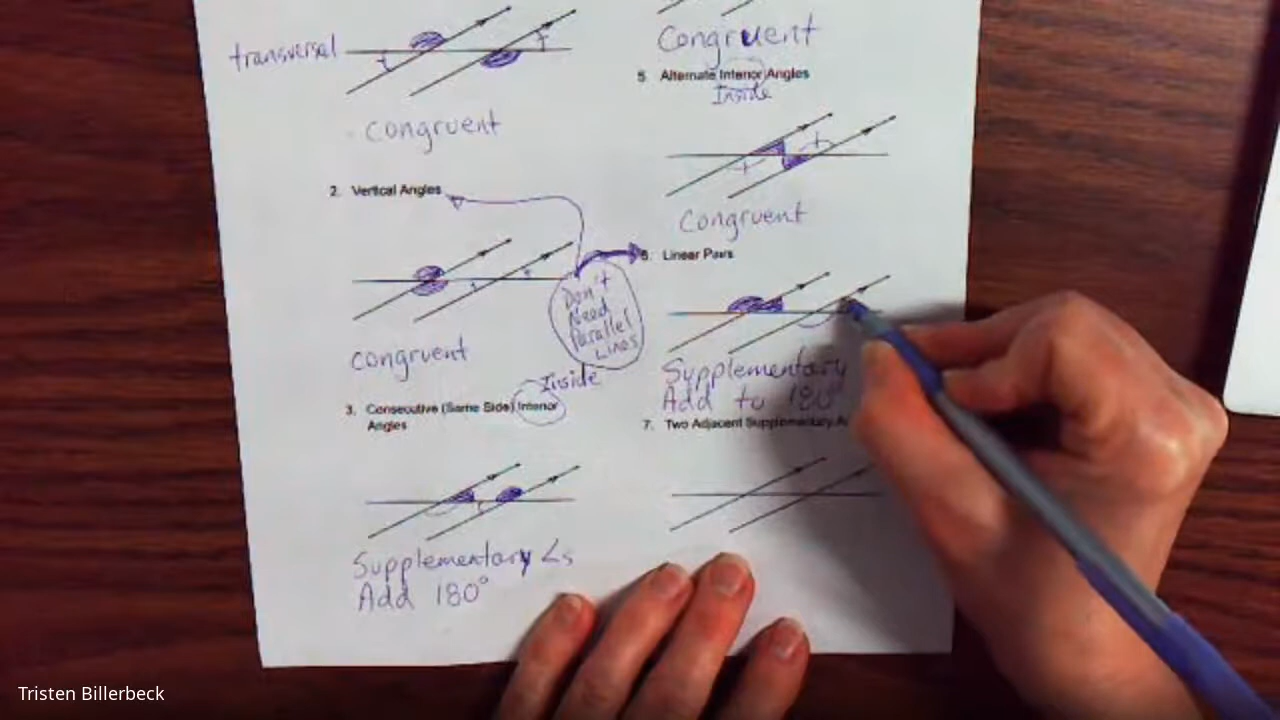 transversal
congruent
2. Vertical Angles
congruent
Don't
Need
Parallel
Lines
Inside
3. Consecutive (Same Side) Interior
Angles
Supplementary ∠s
Add 180°
Congruent
5. Alternate Interior Angles
Inside
Congruent
6. Linear Pairs
Supplementary
Add to 180°
7. Two Adjacent Supplementary
Tristen Billerbeck